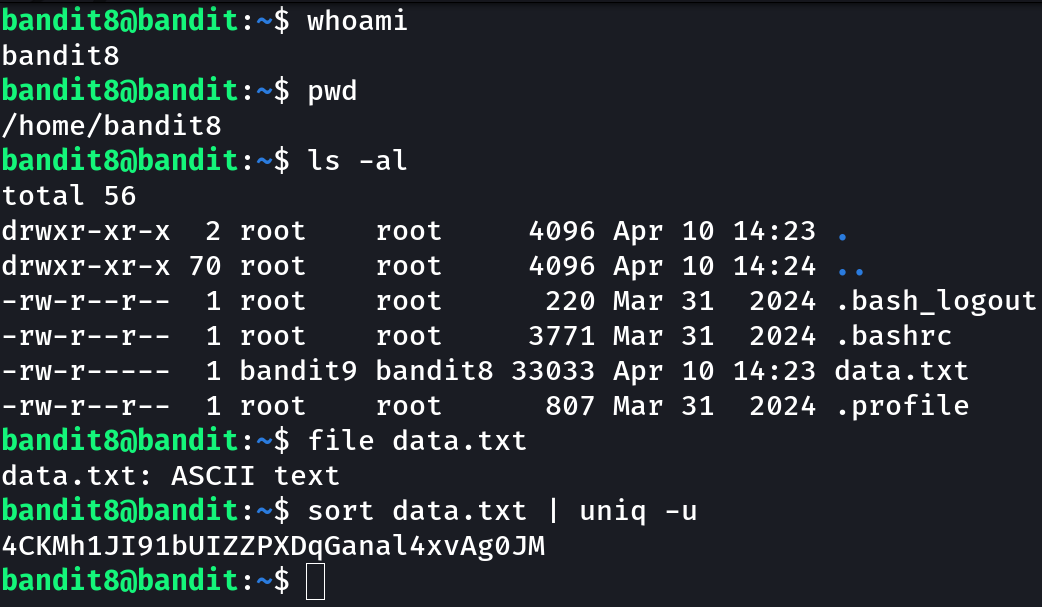 bandit8@bandit:~$ whoami
bandit8
bandit8@bandit:~$ pwd
/home/bandit8
bandit8@bandit:~$ ls -al
total 56
drwxr-xr-x  2 root    root     4096 Apr 10 14:23 .
drwxr-xr-x 70 root    root     4096 Apr 10 14:24 ..
-rw-r--r--  1 root    root      220 Mar 31  2024 .bash_logout
-rw-r--r--  1 root    root     3771 Mar 31  2024 .bashrc
-rw-r-----  1 bandit9 bandit8 33033 Apr 10 14:23 data.txt
-rw-r--r--  1 root    root      807 Mar 31  2024 .profile
bandit8@bandit:~$ file data.txt
data.txt: ASCII text
bandit8@bandit:~$ sort data.txt | uniq -u
4CKMh1JI91bUIZZPXDqGanal4xvAg0JM
bandit8@bandit:~$